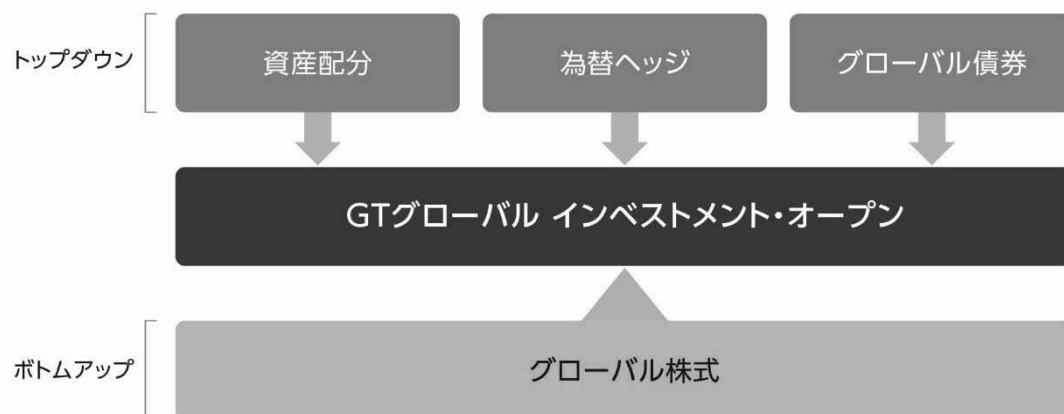 トップダウン
資産配分
為替ヘッジ
グローバル債券
GTグローバル インベストメント・オープン
ボトムアップ
グローバル株式